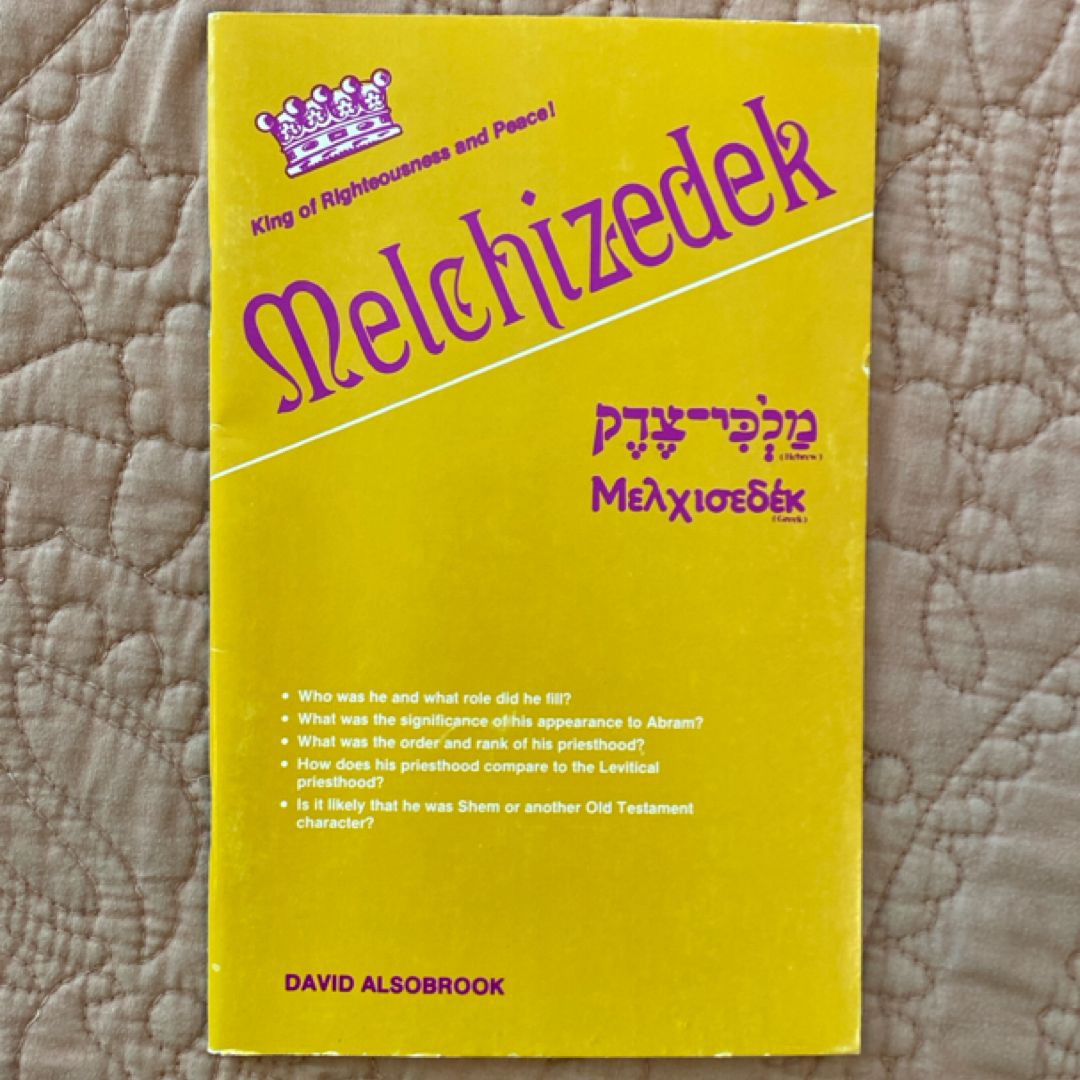 King of Righteousness and Peace!
Melchizedek
מַלְכִּי־צֶדֶק
(Hebrew)
Μελχισεδέκ
(Greek)
• Who was he and what role did he fill?
• What was the significance of his appearance to Abram?
• What was the order and rank of his priesthood?
• How does his priesthood compare to the Levitical
priesthood?
• Is it likely that he was Shem or another Old Testament
character?
DAVID ALSOBROOK